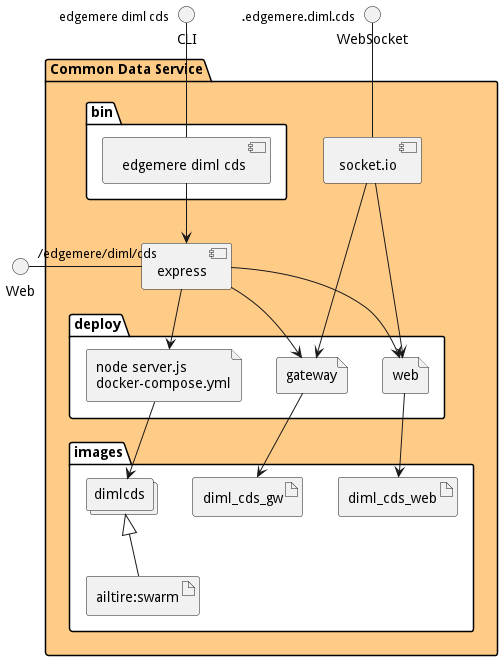 edgemere diml cds
.edgemere.diml.cds
CLI
WebSocket
Common Data Service
bin
edgemere diml cds
socket.io
/edgemere/diml/cds
express
Web
deploy
node server.js
docker-compose.yml
gateway
web
images
dimlcds
diml_cds_gw
diml_cds_web
ailtire:swarm